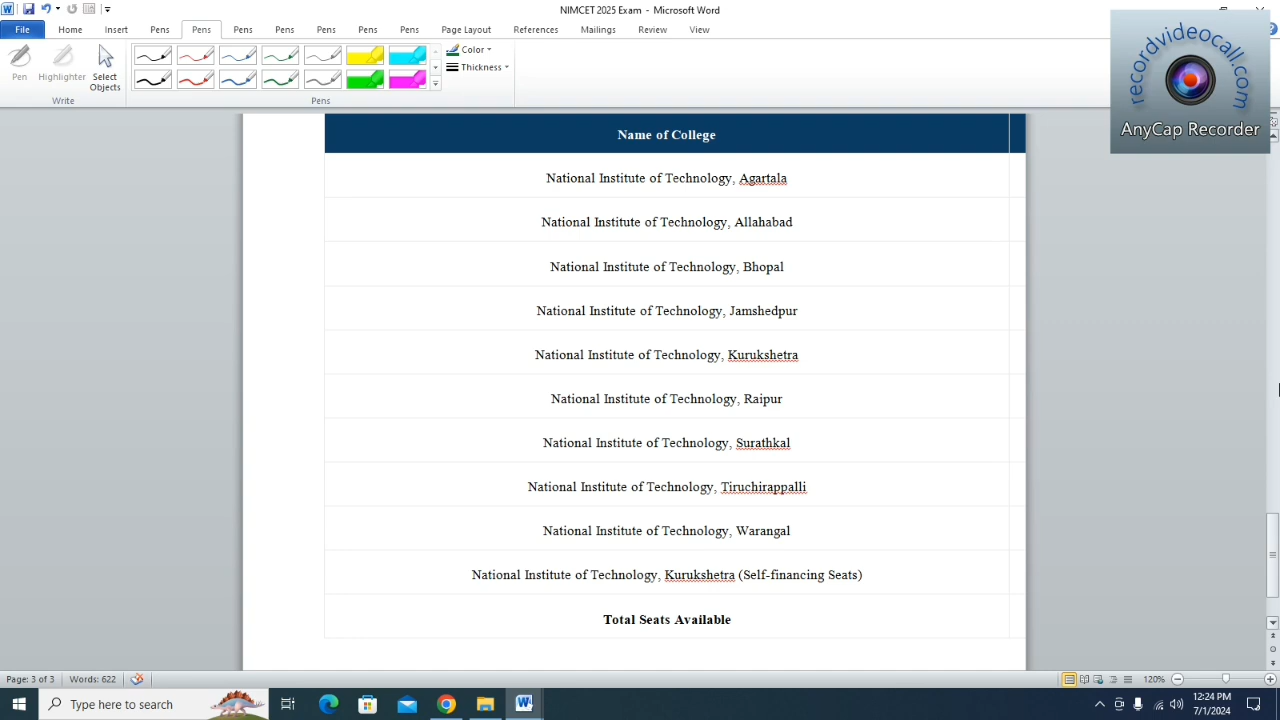 NIMCET 2025 Exam - Microsoft Word
File Home Insert Pens Pens Pens Pens Pens Pens Pens Page Layout References Mailings Review View
Pen Highlighter Select Objects
Color
Thickness
Write Pens
recordvideocall.com
AnyCap Recorder
Name of College
National Institute of Technology, Agartala
National Institute of Technology, Allahabad
National Institute of Technology, Bhopal
National Institute of Technology, Jamshedpur
National Institute of Technology, Kurukshetra
National Institute of Technology, Raipur
National Institute of Technology, Surathkal
National Institute of Technology, Tiruchirappalli
National Institute of Technology, Warangal
National Institute of Technology, Kurukshetra (Self-financing Seats)
Total Seats Available
Page: 3 of 3 Words: 622 120%
Type here to search
12:24 PM
7/1/2024